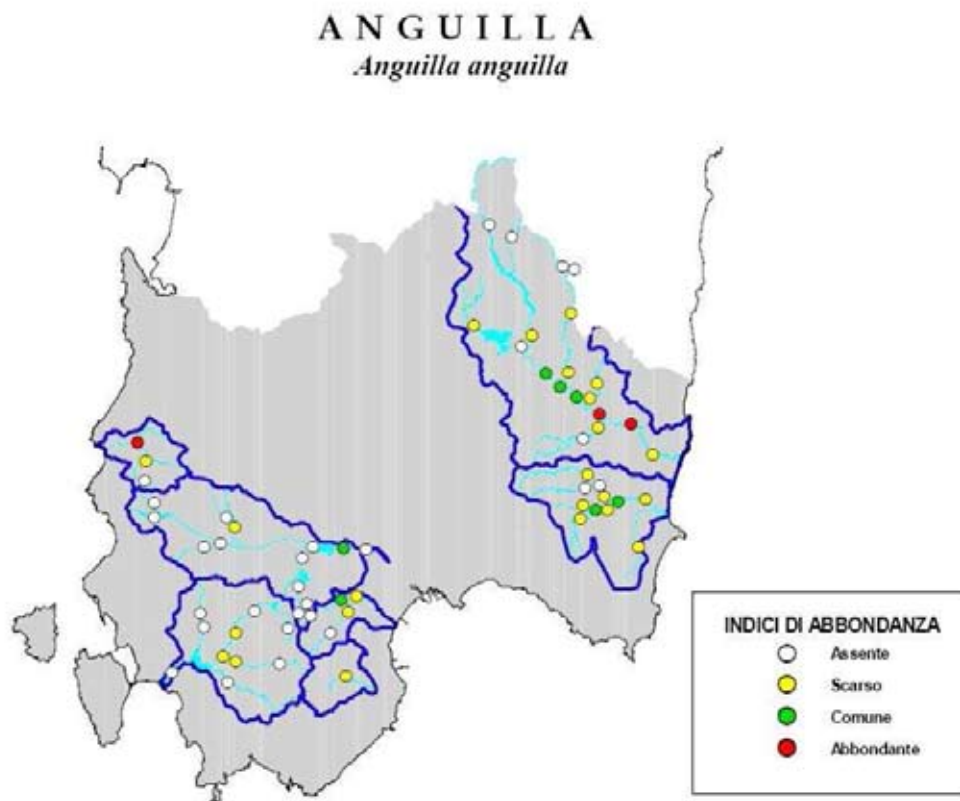 ANGUILLA
Anguilla anguilla
INDICI DI ABBONDANZA
Assente
Scarso
Comune
Abbondante